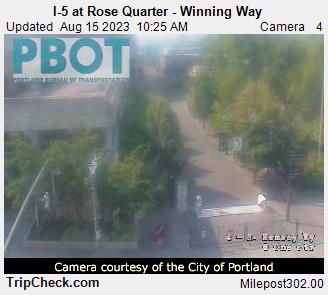 I-5 at Rose Quarter - Winning Way
Updated Aug 15 2023 10:25 AM Camera 4
PBOT
PORTLAND BUREAU OF TRANSPORTATION
Camera courtesy of the City of Portland
TripCheck.com Milepost302.00